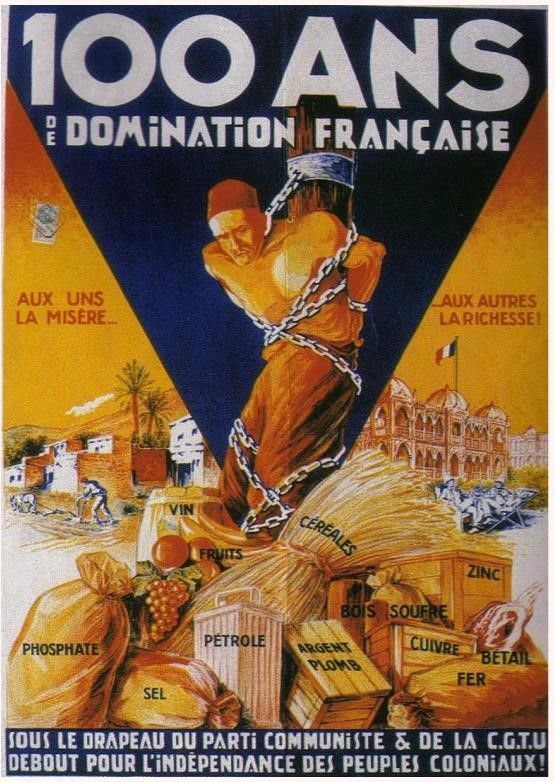 100 ANS
DE DOMINATION FRANÇAISE
AUX UNS
LA MISÈRE...
...AUX AUTRES
LA RICHESSE!
VIN
FRUITS
CÉRÉALES
ZINC
BOIS
SOUFRE
PHOSPHATE
PÉTROLE
ARGENT
PLOMB
CUIVRE
BÉTAIL
FER
SEL
SOUS LE DRAPEAU DU PARTI COMMUNISTE & DE LA C.G.T.U
DEBOUT POUR L'INDÉPENDANCE DES PEUPLES COLONIAUX!